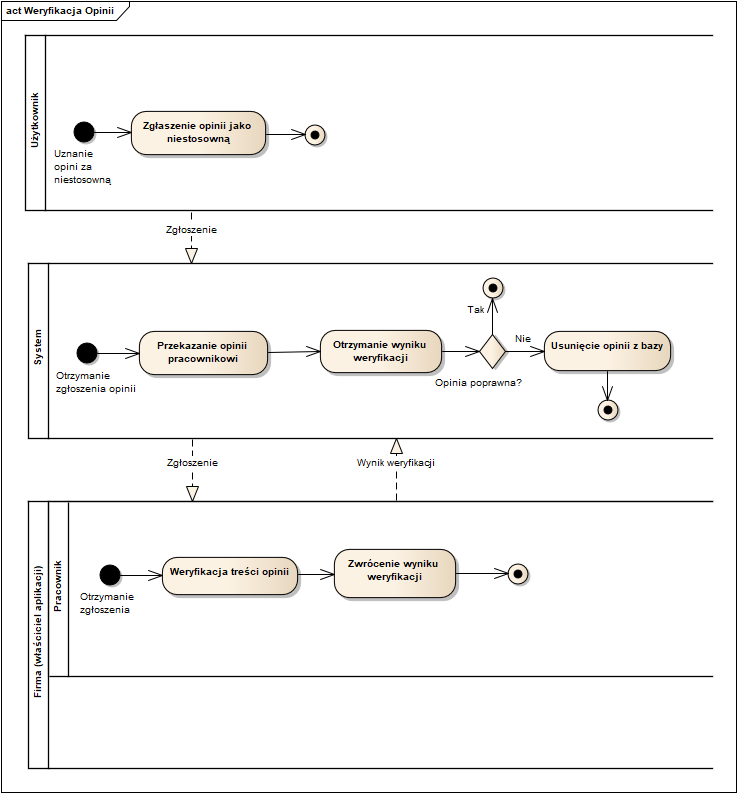 act Weryfikacja Opinii
Użytkownik
Zgłaszenie opinii jako
niestosowną
Uznanie
opini za
niestosowną
Zgłoszenie
System
Tak
Przekazanie opinii
pracownikowi
Otrzymanie wyniku
weryfikacji
Nie
Usunięcie opinii z bazy
Otrzymanie
zgłoszenia opinii
Opinia poprawna?
Zgłoszenie
Wynik weryfikacji
Firma (właściciel aplikacji)
Pracownik
Weryfikacja treści opinii
Zwrócenie wyniku
weryfikacji
Otrzymanie
zgłoszenia